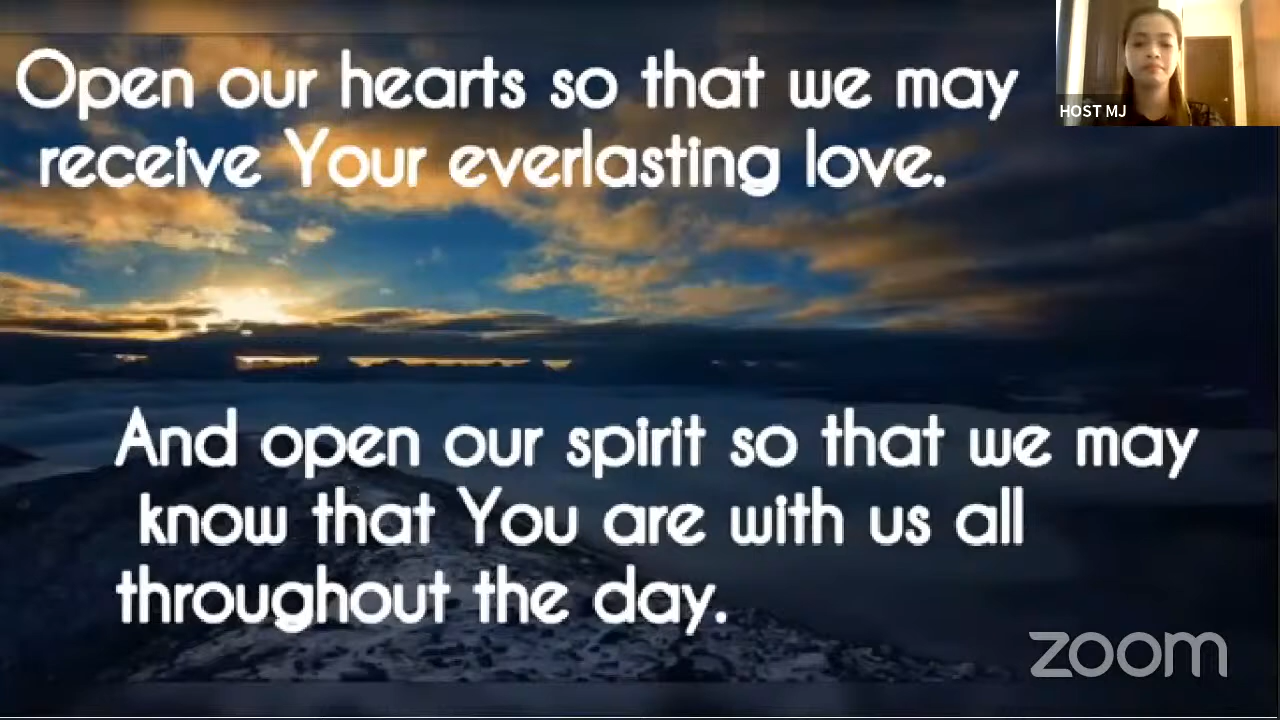 Open our hearts so that we may
receive Your everlasting love.
HOST MJ
And open our spirit so that we may
know that You are with us all
throughout the day.
zoom